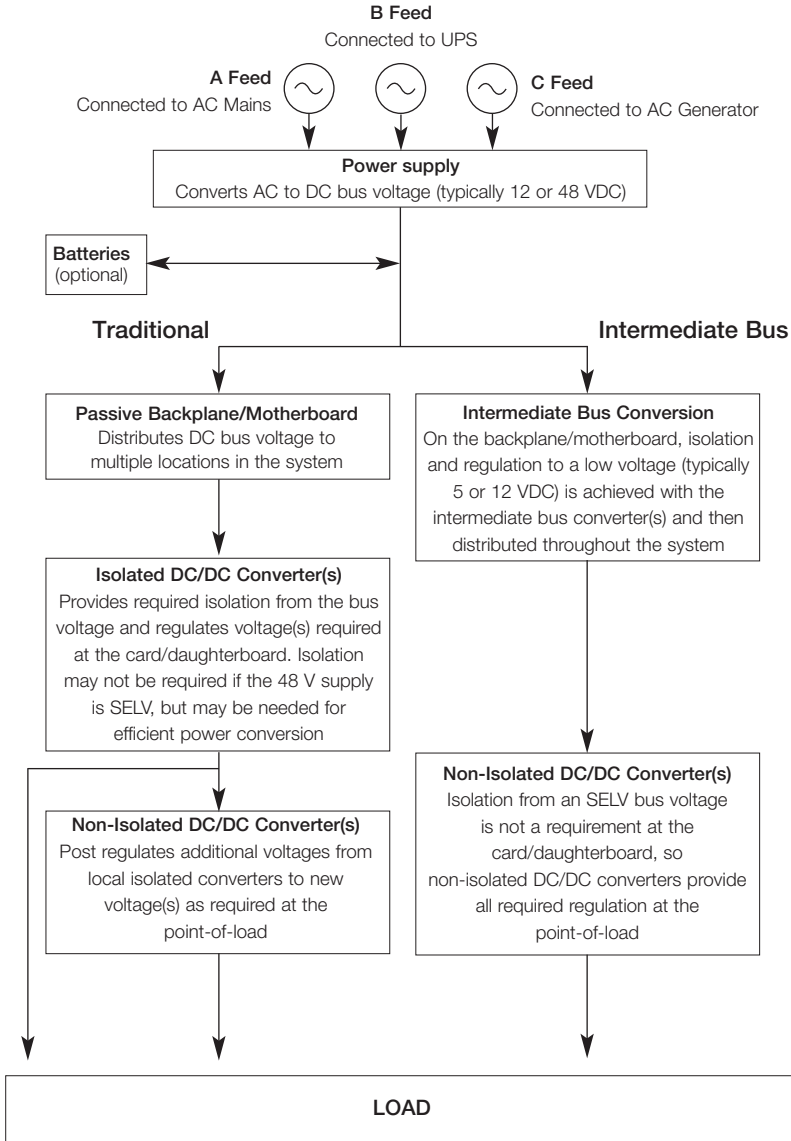 B Feed
Connected to UPS
A Feed
Connected to AC Mains
C Feed
Connected to AC Generator
Power supply
Converts AC to DC bus voltage (typically 12 or 48 VDC)
Batteries
(optional)
Traditional
Intermediate Bus
Passive Backplane/Motherboard
Distributes DC bus voltage to
multiple locations in the system
Intermediate Bus Conversion
On the backplane/motherboard, isolation
and regulation to a low voltage (typically
5 or 12 VDC) is achieved with the
intermediate bus converter(s) and then
distributed throughout the system
Isolated DC/DC Converter(s)
Provides required isolation from the bus
voltage and regulates voltage(s) required
at the card/daughterboard. Isolation
may not be required if the 48 V supply
is SELV, but may be needed for
efficient power conversion
Non-Isolated DC/DC Converter(s)
Post regulates additional voltages from
local isolated converters to new
voltage(s) as required at the
point-of-load
Non-Isolated DC/DC Converter(s)
Isolation from an SELV bus voltage
is not a requirement at the
card/daughterboard, so
non-isolated DC/DC converters provide
all required regulation at the
point-of-load
LOAD